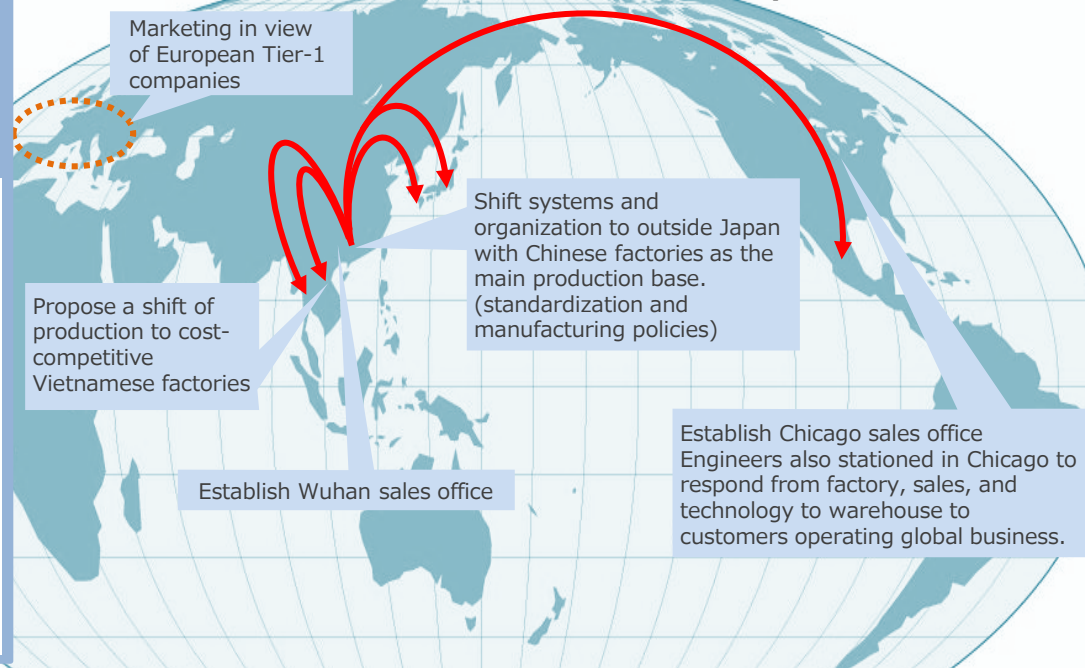 Marketing in view
of European Tier-1
companies
Shift systems and
organization to outside Japan
with Chinese factories as the
main production base.
(standardization and
manufacturing policies)
Propose a shift of
production to cost-
competitive
Vietnamese factories
Establish Wuhan sales office
Establish Chicago sales office
Engineers also stationed in Chicago to
respond from factory, sales, and
technology to warehouse to
customers operating global business.